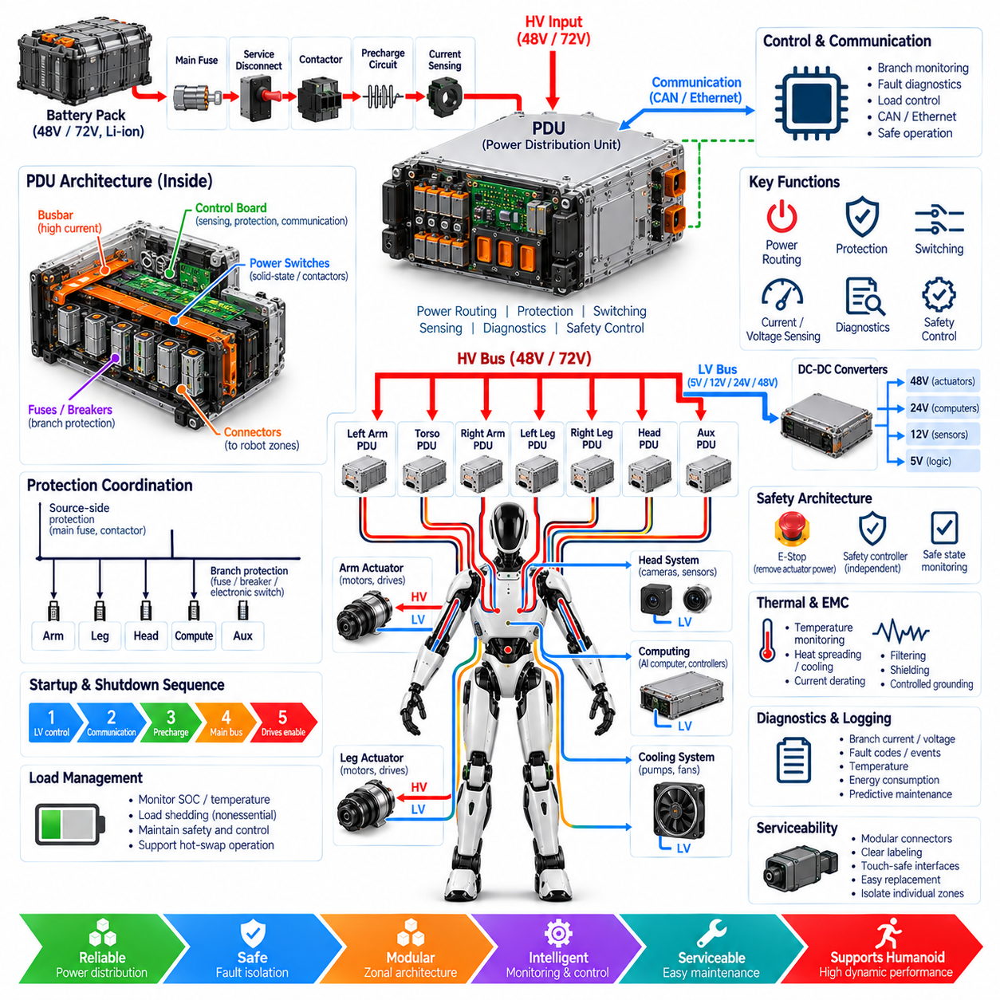 HV Input
(48V / 72V)
Main Fuse
Service
Disconnect
Contactor
Precharge
Circuit
Current
Sensing
Battery Pack
(48V / 72V, Li-ion)
Communication
(CAN / Ethernet)
PDU
(Power Distribution Unit)
Control & Communication
• Branch monitoring
• Fault diagnostics
• Load control
• CAN / Ethernet
• Safe operation
PDU Architecture (Inside)
Busbar
(high current)
Control Board
(sensing, protection, communication)
Power Switches
(solid-state / contactors)
Fuses / Breakers
(branch protection)
Connectors
(to robot zones)
Power Routing | Protection | Switching
Sensing | Diagnostics | Safety Control
Key Functions
Power
Routing
Protection
Switching
Current /
Voltage Sensing
Diagnostics
Safety
Control
HV Bus (48V / 72V)
LV Bus
(5V / 12V / 24V / 48V)
DC-DC Converters
48V (actuators)
24V (computers)
12V (sensors)
5V (logic)
Left Arm
PDU
Torso
PDU
Right Arm
PDU
Left Leg
PDU
Right Leg
PDU
Head
PDU
Aux
PDU
Protection Coordination
Source-side
protection
(main fuse, contactor)
Branch protection
(fuse / breaker /
electronic switch)
Arm
Leg
Head
Compute
Aux
Safety Architecture
E-Stop
(remove actuator power)
Safety controller
(independent)
Safe state
monitoring
Arm Actuator
(motors, drives)
HV
LV
Head System
(cameras, sensors)
LV
Thermal & EMC
• Temperature
monitoring
• Heat spreading
/ cooling
• Current derating
• Filtering
• Shielding
• Controlled grounding
Computing
(AI computer, controllers)
LV
Startup & Shutdown Sequence
1
LV control
2
Communication
3
Precharge
4
Main bus
5
Drives enable
Diagnostics & Logging
• Branch current / voltage
• Fault codes / events
• Temperature
• Energy consumption
• Predictive maintenance
Leg Actuator
(motors, drives)
HV
LV
Cooling System
(pumps, fans)
LV
Load Management
• Monitor SOC / temperature
• Load shedding (nonessential)
• Maintain safety and control
• Support hot-swap operation
Serviceability
• Modular connectors
• Clear labeling
• Touch-safe interfaces
• Easy replacement
• Isolate individual zones
Reliable
Power distribution
Safe
Fault isolation
Modular
Zonal architecture
Intelligent
Monitoring & control
Serviceable
Easy maintenance
Supports Humanoid
High dynamic performance